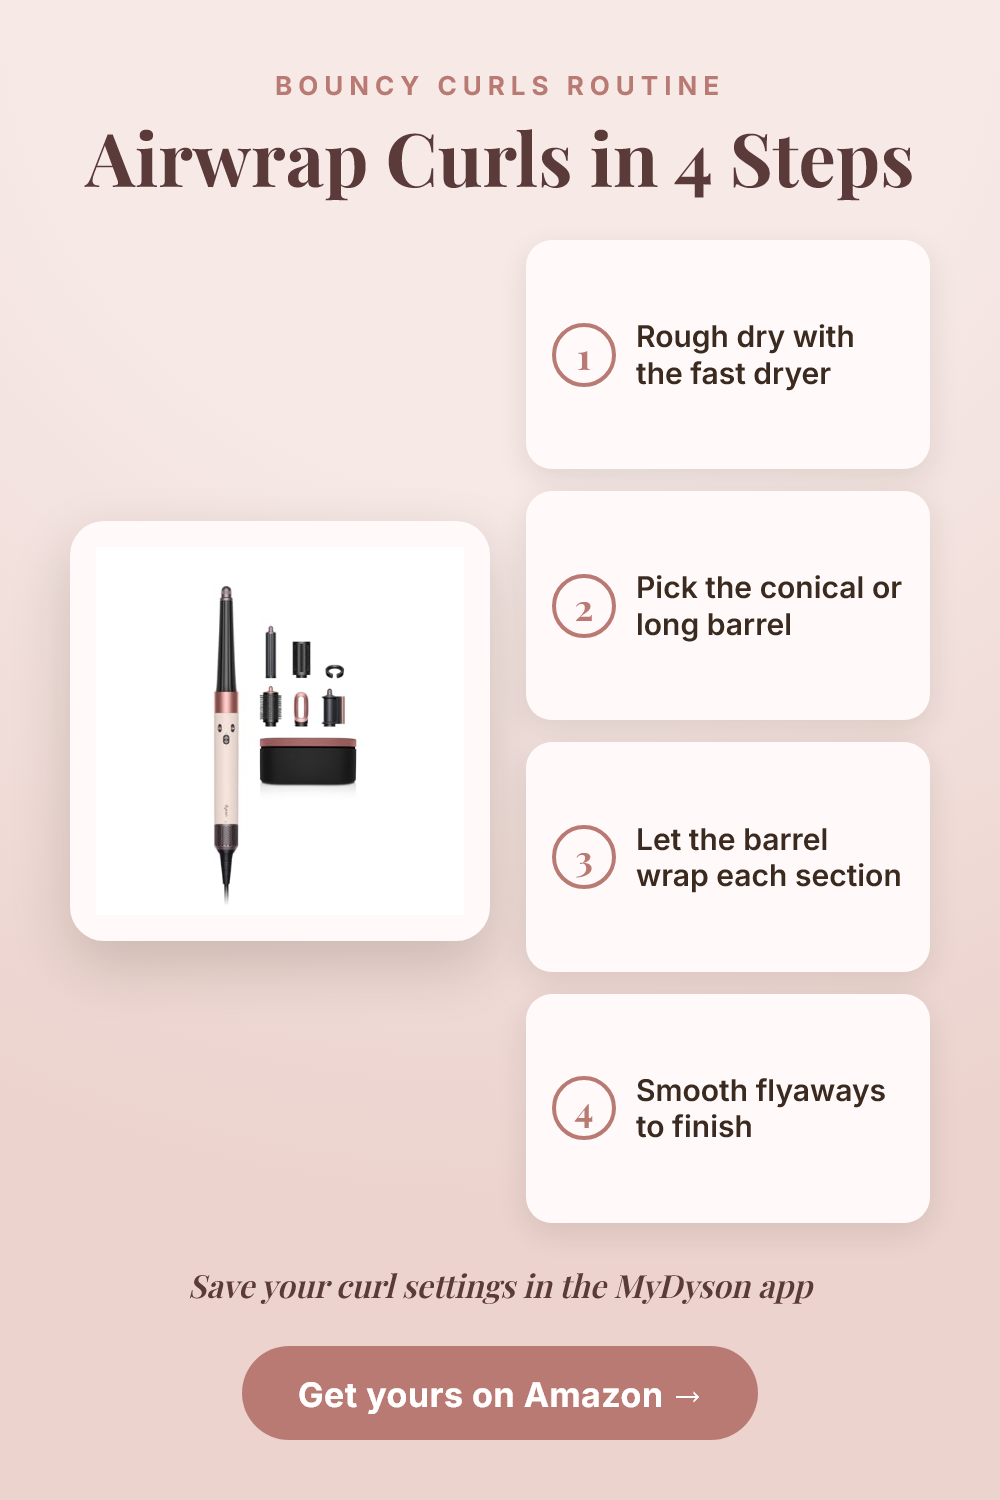 BOUNCY CURLS ROUTINE
Airwrap Curls in 4 Steps
1
Rough dry with
the fast dryer
2
Pick the conical or
long barrel
3
Let the barrel
wrap each section
4
Smooth flyaways
to finish
Save your curl settings in the MyDyson app
Get yours on Amazon →